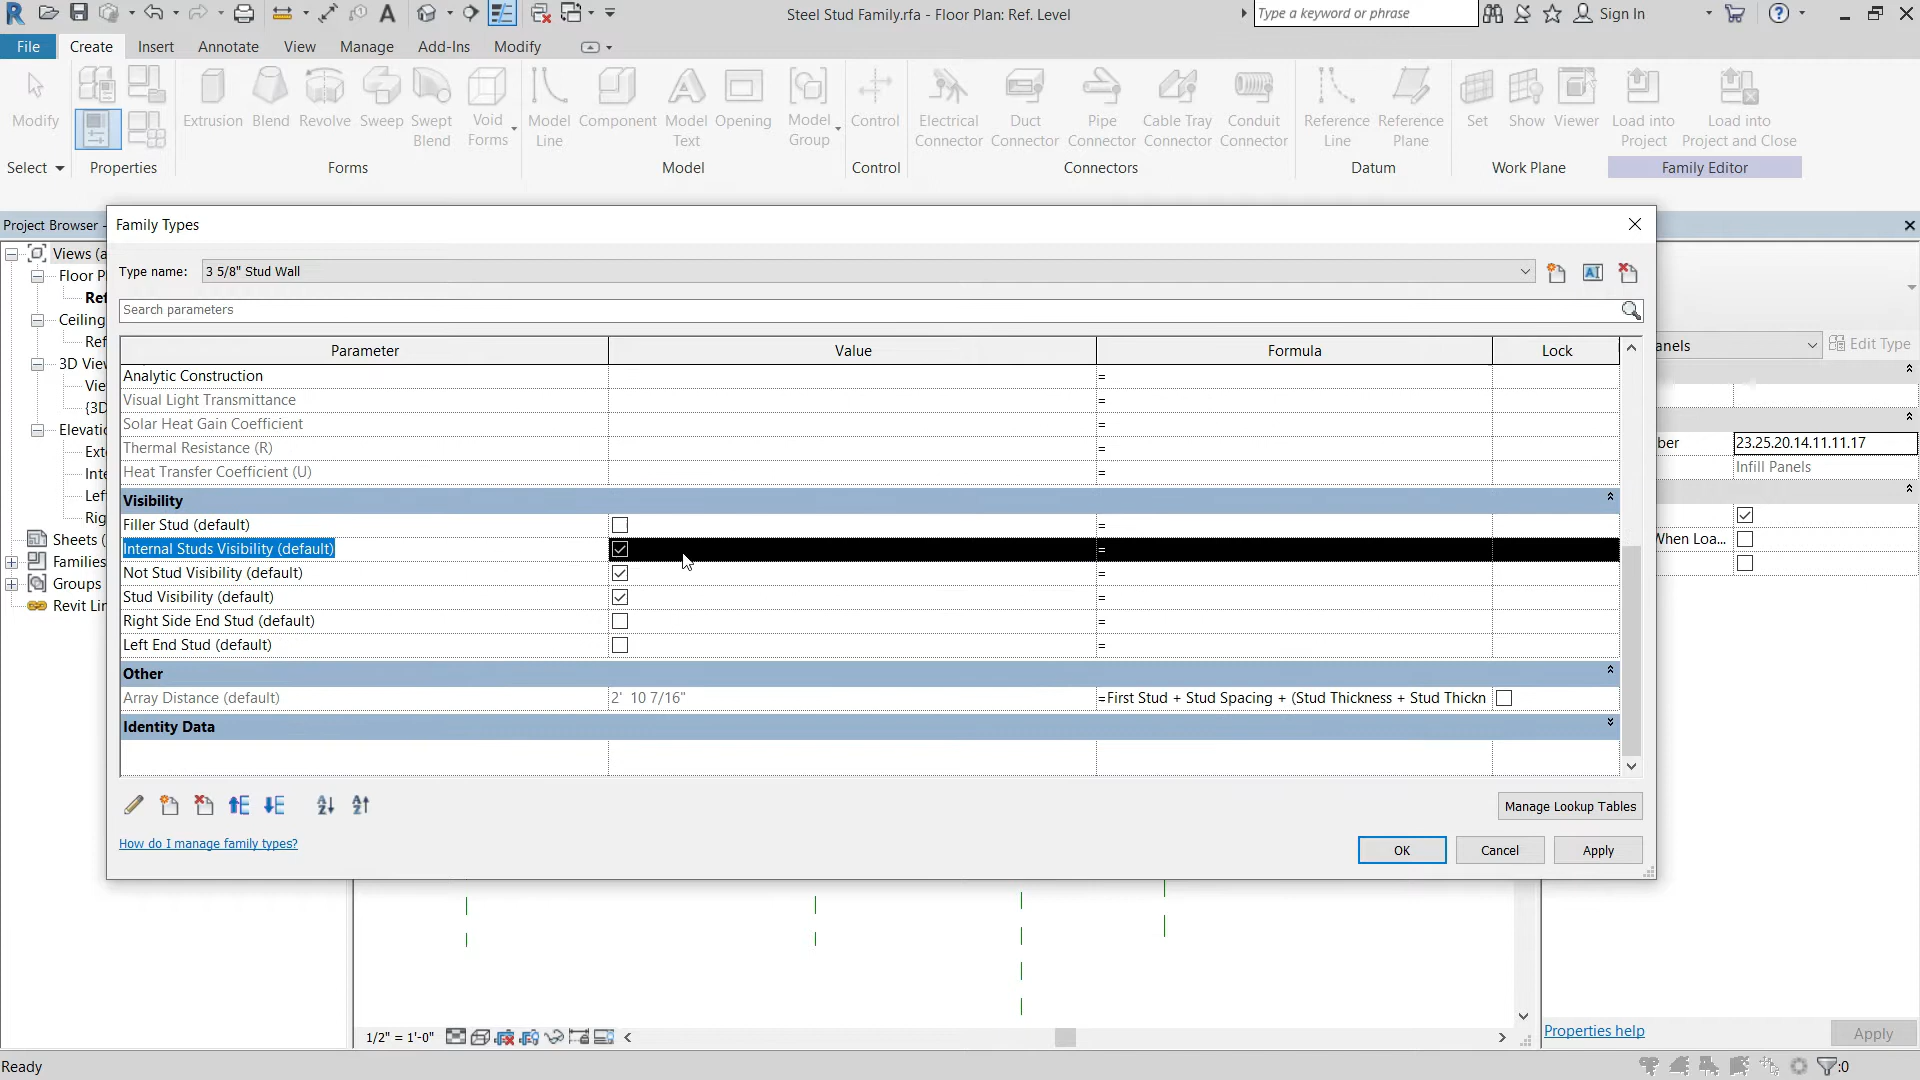 Steel Stud Family.rfa - Floor Plan: Ref. Level
Type a keyword or phrase
Sign In
File Create Insert Annotate View Manage Add-Ins Modify
Modify
Extrusion Blend Revolve Sweep Swept Blend Void Forms
Model Line Component Model Text Opening Model Group
Control
Electrical Connector Duct Connector Pipe Connector Cable Tray Connector Conduit Connector
Reference Line Reference Plane
Set Show Viewer
Load into Project Load into Project and Close
Select Properties Forms Model Control Connectors Datum Work Plane Family Editor
Project Browser -
Views (a
Floor P
Ref
Ceiling
Ref
3D View
Vie
{3D
Elevatio
Exte
Inte
Left
Rig
Sheets (
Families
Groups
Revit Lin
Family Types
Type name: 3 5/8" Stud Wall
Search parameters
Parameter Value Formula Lock
Analytic Construction =
Visual Light Transmittance =
Solar Heat Gain Coefficient =
Thermal Resistance (R) =
Heat Transfer Coefficient (U) =
Visibility
Filler Stud (default) =
Internal Studs Visibility (default) =
Not Stud Visibility (default) =
Stud Visibility (default) =
Right Side End Stud (default) =
Left End Stud (default) =
Other
Array Distance (default) 2' 10 7/16" =First Stud + Stud Spacing + (Stud Thickness + Stud Thickn
Identity Data
Manage Lookup Tables
How do I manage family types?
OK Cancel Apply
anels
Edit Type
ber 23.25.20.14.11.11.17
Infill Panels
When Loa...
1/2" = 1'-0"
Properties help
Apply
Ready
:0